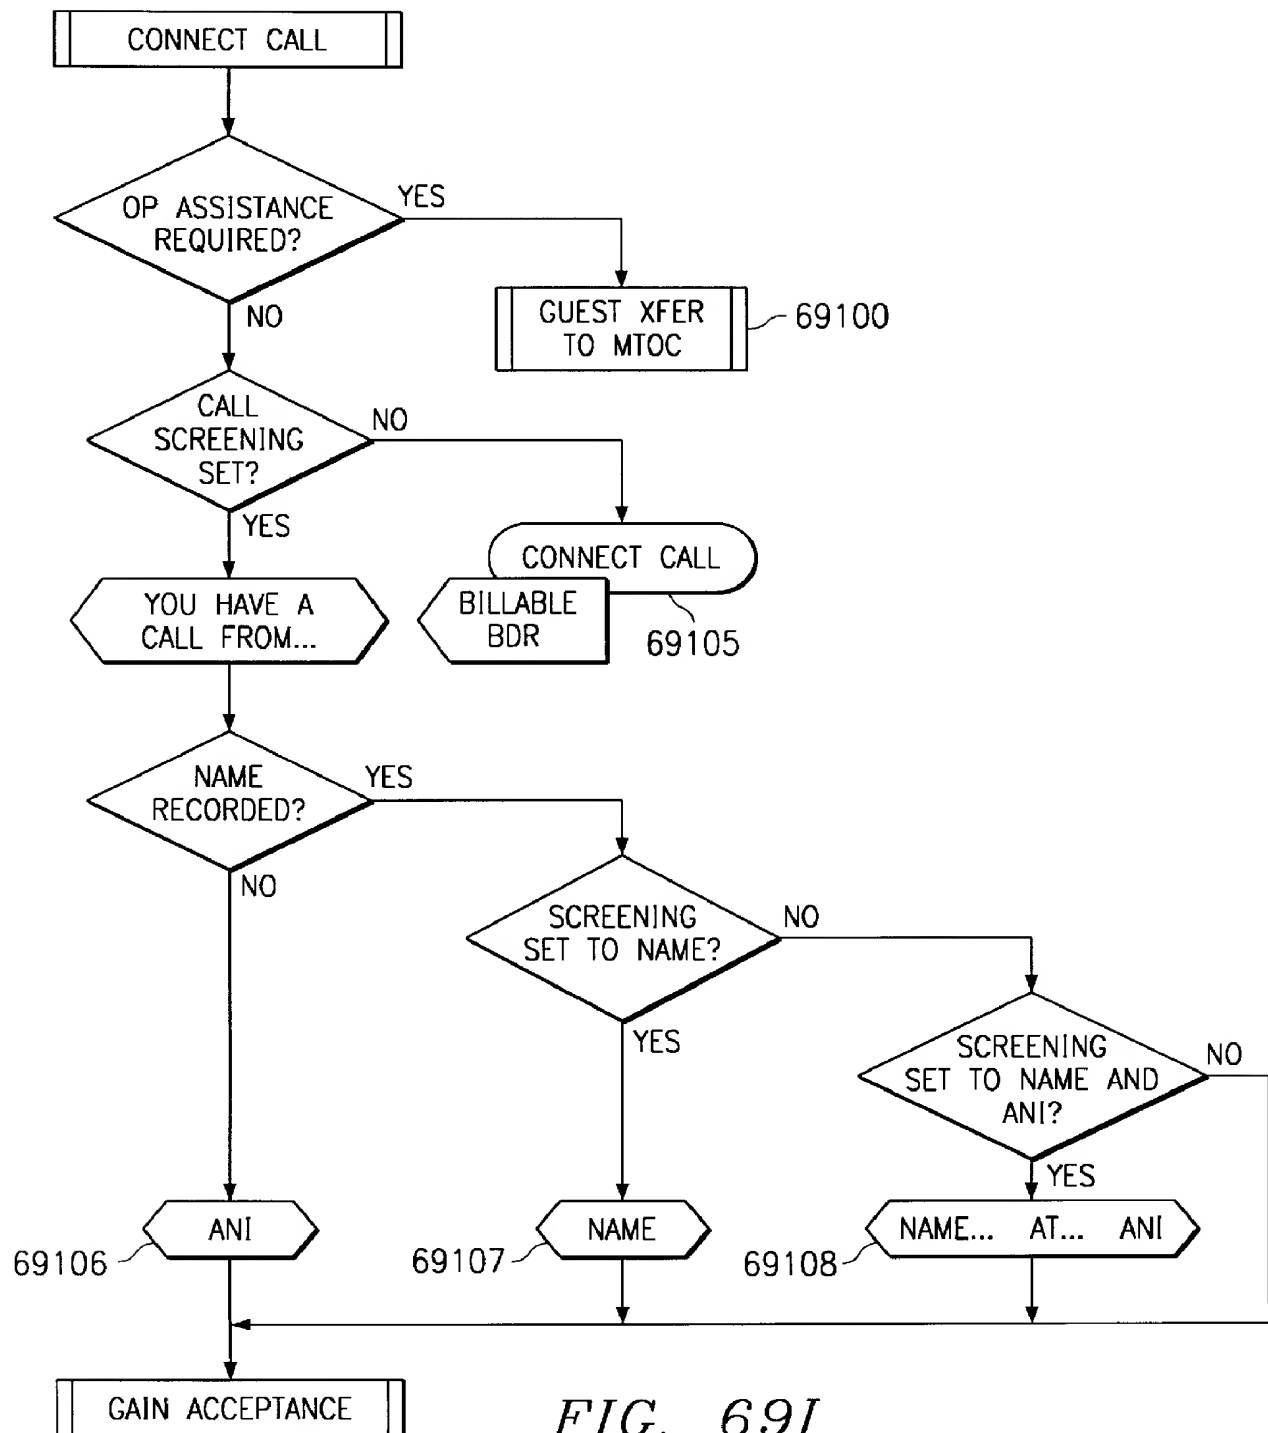 CONNECT CALL
OP ASSISTANCE
REQUIRED?
YES
NO
GUEST XFER
TO MTOC
69100
CALL
SCREENING
SET?
NO
YES
CONNECT CALL
BILLABLE
BDR
69105
YOU HAVE A
CALL FROM...
NAME
RECORDED?
YES
NO
SCREENING
SET TO NAME?
NO
YES
SCREENING
SET TO NAME AND
ANI?
NO
YES
ANI
69106
NAME
69107
NAME... AT... ANI
69108
GAIN ACCEPTANCE
FIG. 69I